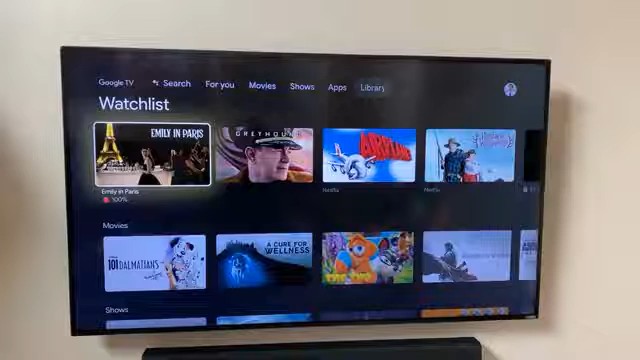 Google TV Search For you Movies Shows Apps Library
Watchlist
EMILY IN PARIS
GREYHOUND
AIRPLANE
Emily in Paris
100%
Netflix
Netflix
Movies
101 DALMATIANS
A CURE FOR
WELLNESS
Shows